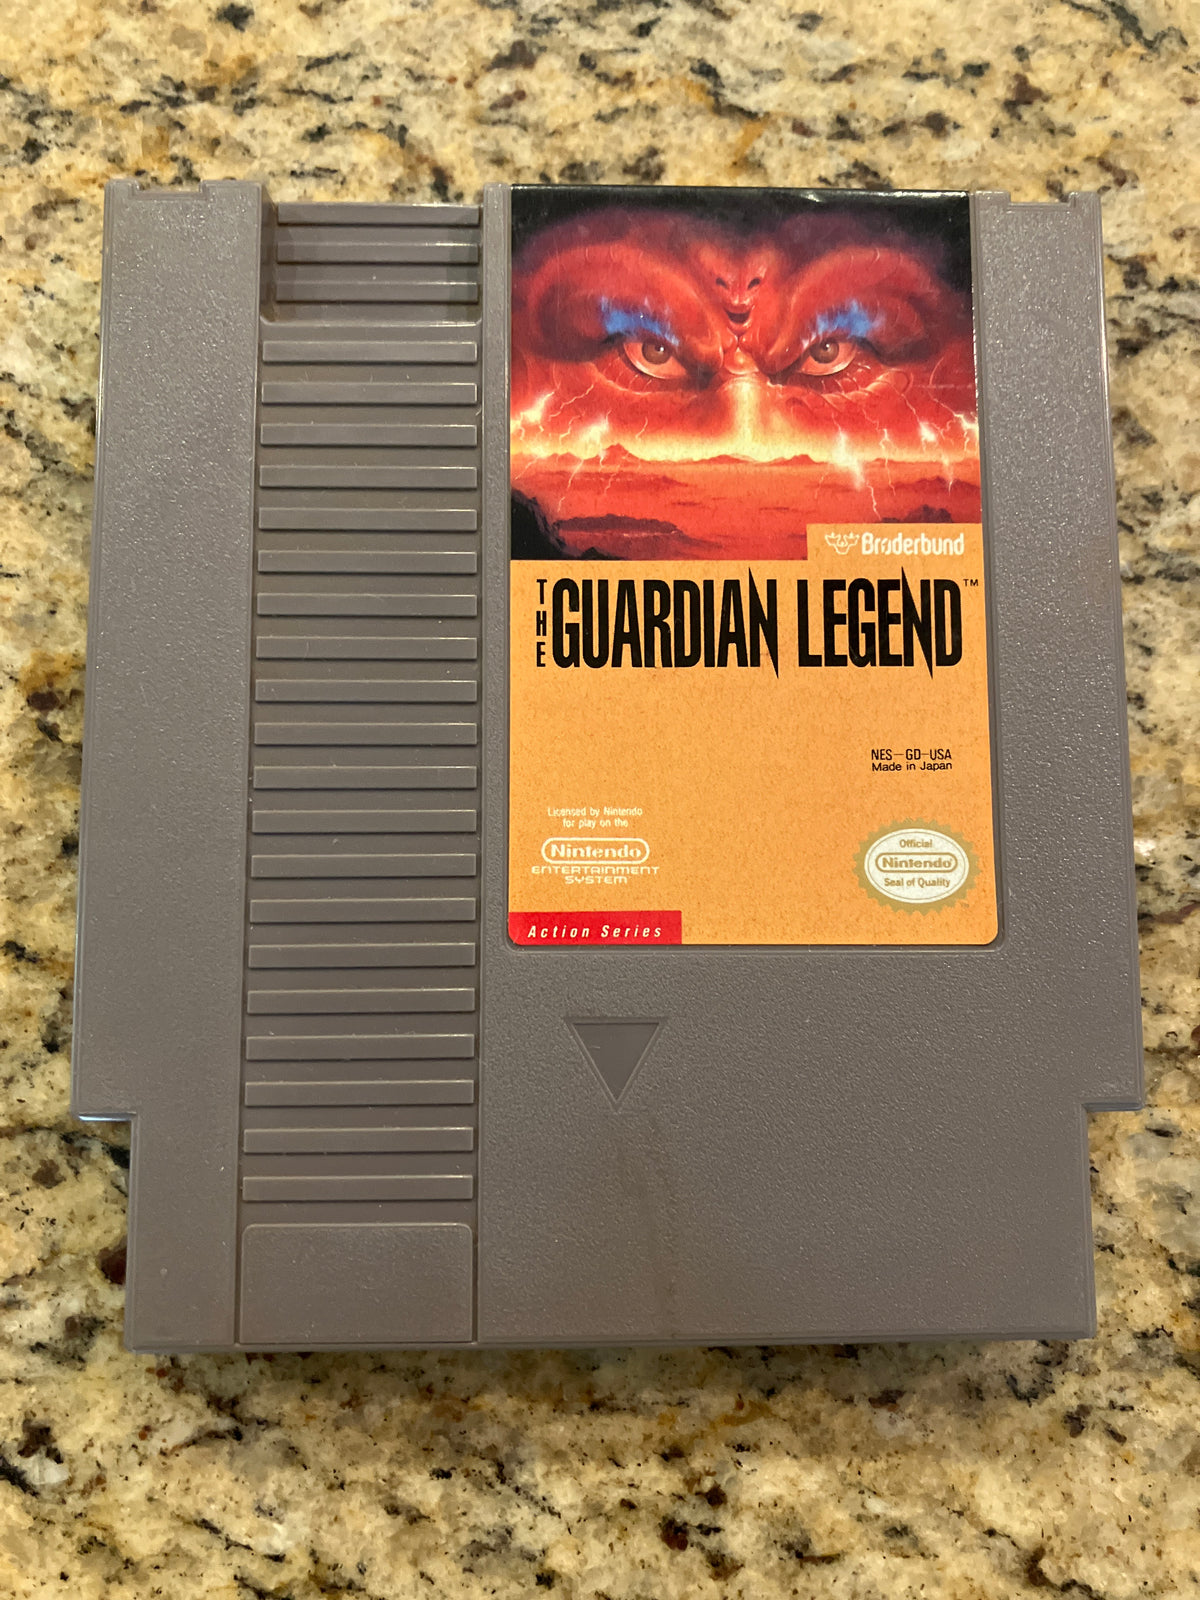 Brøderbund
THE GUARDIAN LEGEND™
NES-GD-USA
Made in Japan
Licensed by Nintendo
for play on the
Nintendo
ENTERTAINMENT
SYSTEM™
Official
Nintendo®
Seal of Quality
Action Series